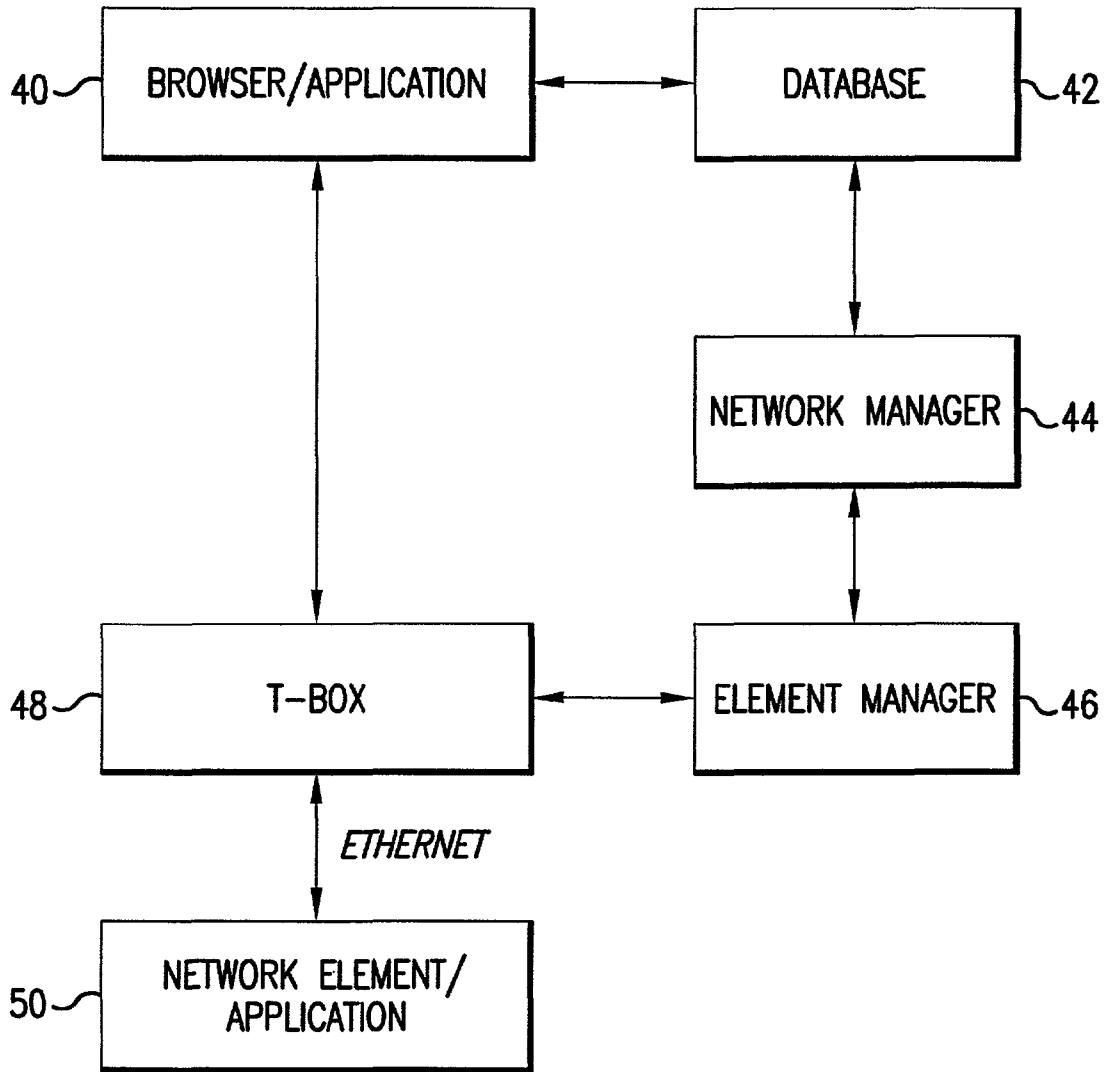 40
BROWSER/APPLICATION
DATABASE
42
NETWORK MANAGER
44
48
T-BOX
ELEMENT MANAGER
46
ETHERNET
50
NETWORK ELEMENT/
APPLICATION